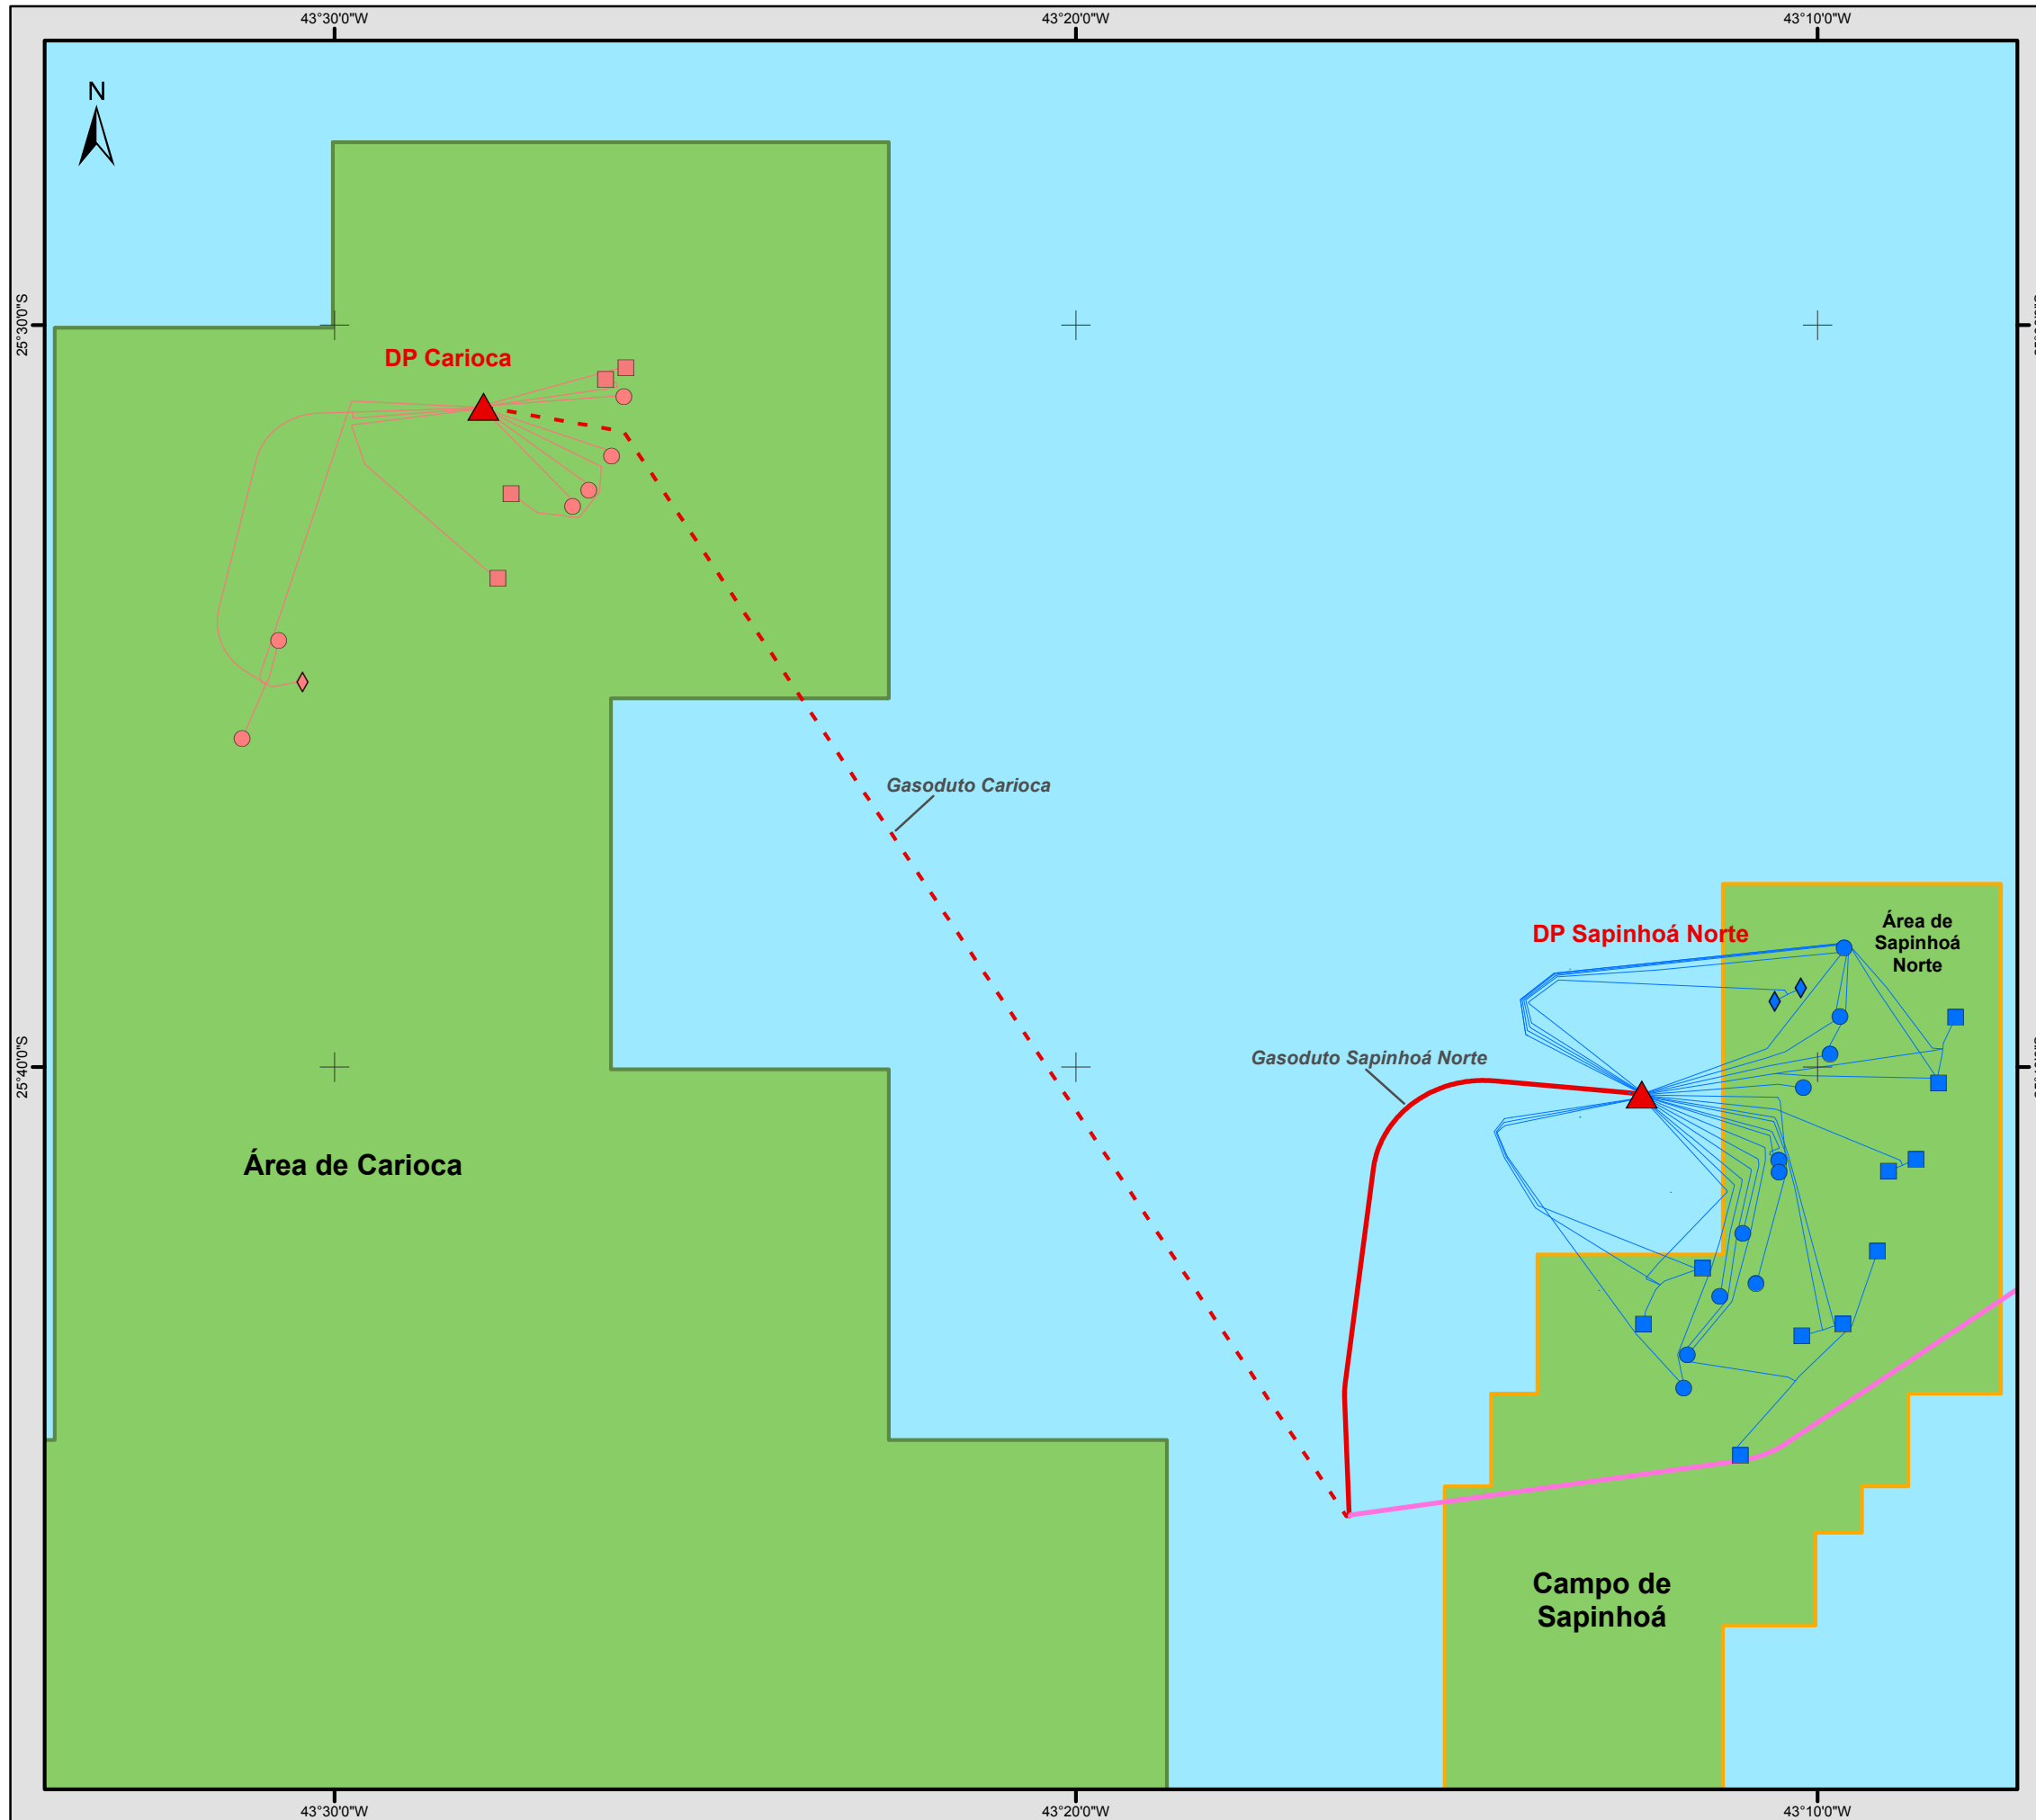 43°30'0"W
43°20'0"W
43°10'0"W
N
25°30'0"S
DP Carioca
Gasoduto Carioca
DP Sapinhoá Norte
Área de
Sapinhoá
Norte
Gasoduto Sapinhoá Norte
25°40'0"S
Área de Carioca
Campo de
Sapinhoá
43°30'0"W
43°20'0"W
43°10'0"W